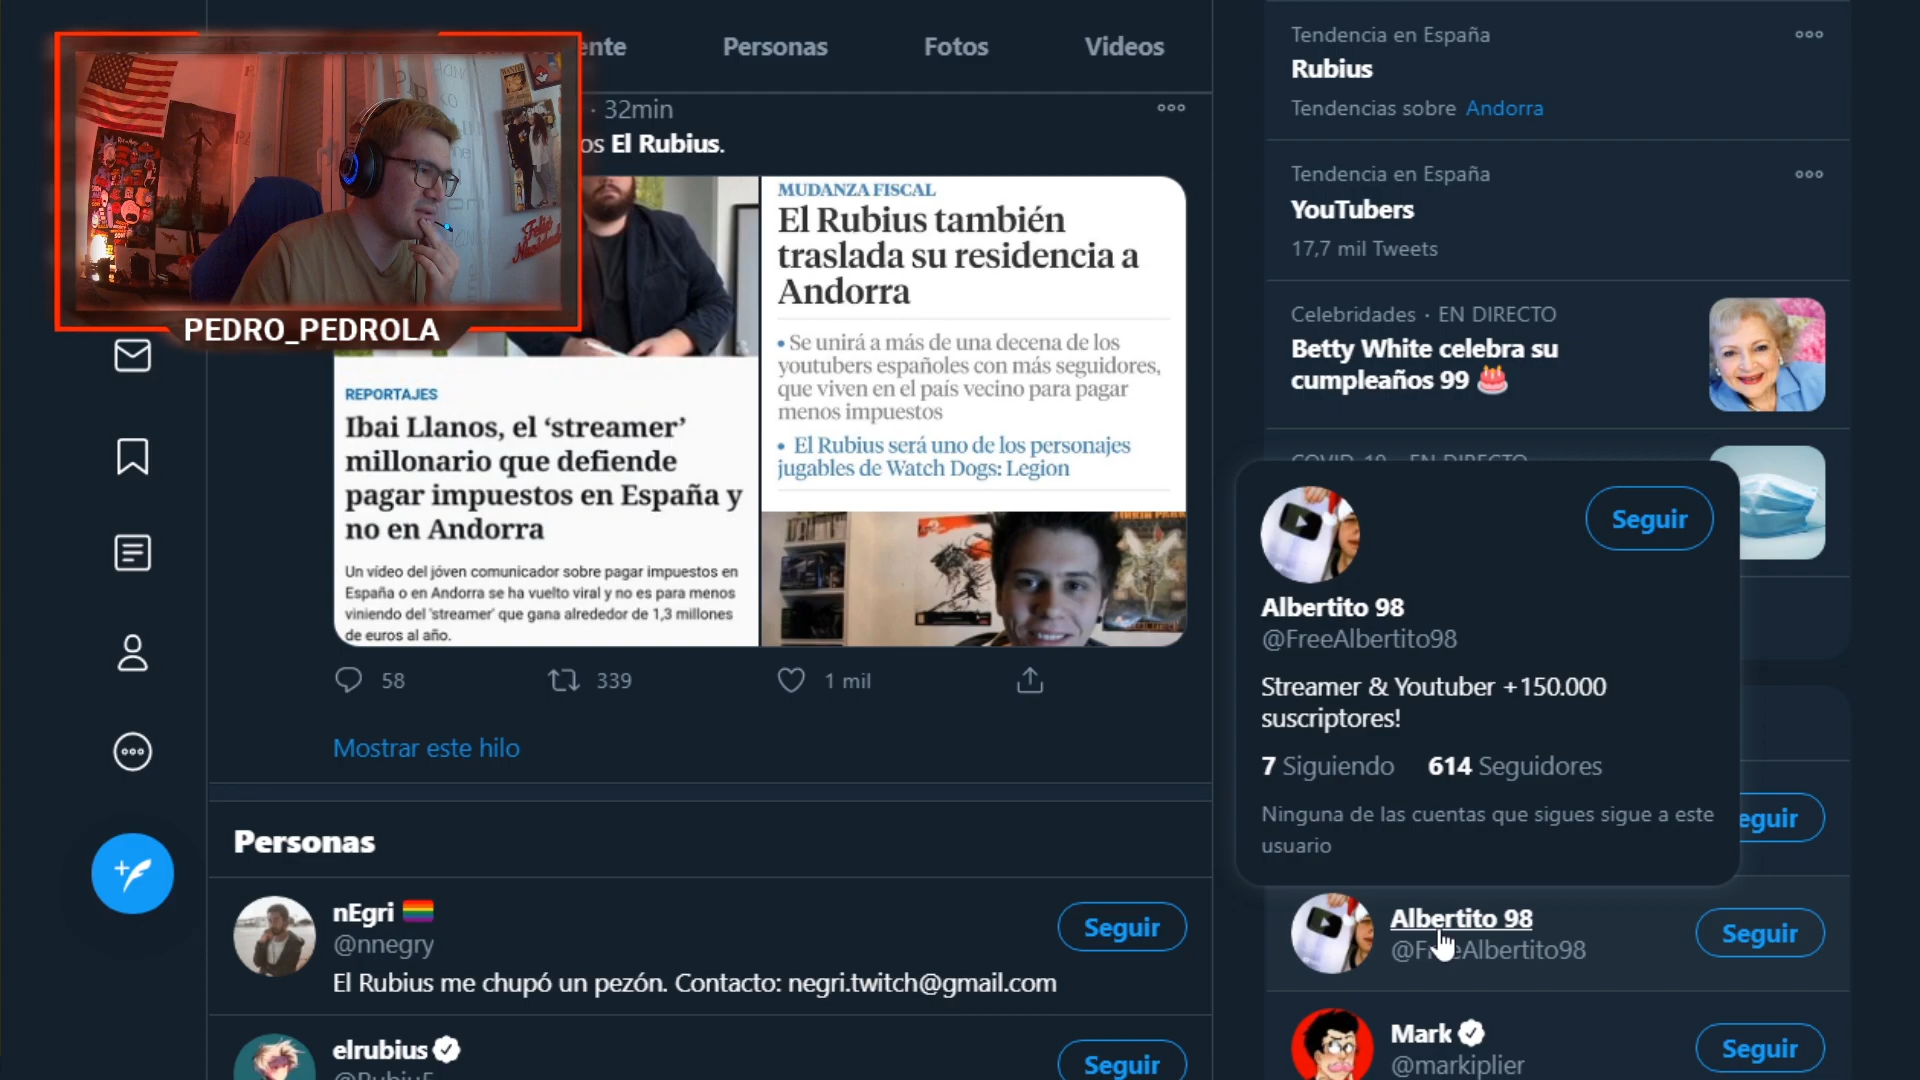 ente
Personas
Fotos
Videos
· 32min
os El Rubius.
PEDRO_PEDROLA
REPORTAJES
Ibai Llanos, el ‘streamer’
millonario que defiende
pagar impuestos en España y
no en Andorra
Un vídeo del jóven comunicador sobre pagar impuestos en
España o en Andorra se ha vuelto viral y no es para menos
viniendo del 'streamer' que gana alrededor de 1,3 millones
de euros al año.
MUDANZA FISCAL
El Rubius también
traslada su residencia a
Andorra
• Se unirá a más de una decena de los
youtubers españoles con más seguidores,
que viven en el país vecino para pagar
menos impuestos
• El Rubius será uno de los personajes
jugables de Watch Dogs: Legion
58
339
1 mil
Mostrar este hilo
Personas
nEgri 🏳️‍🌈
@nnegry
Seguir
El Rubius me chupó un pezón. Contacto: negri.twitch@gmail.com
elrubius
Seguir
Tendencia en España
Rubius
Tendencias sobre Andorra
Tendencia en España
YouTubers
17,7 mil Tweets
Celebridades · EN DIRECTO
Betty White celebra su
cumpleaños 99 🎂
COVID-19 · EN DIRECTO
Seguir
Albertito 98
@FreeAlbertito98
Streamer & Youtuber +150.000
suscriptores!
7 Siguiendo 614 Seguidores
Ninguna de las cuentas que sigues sigue a este
usuario
eguir
Albertito 98
@FreeAlbertito98
Seguir
Mark
@markiplier
Seguir